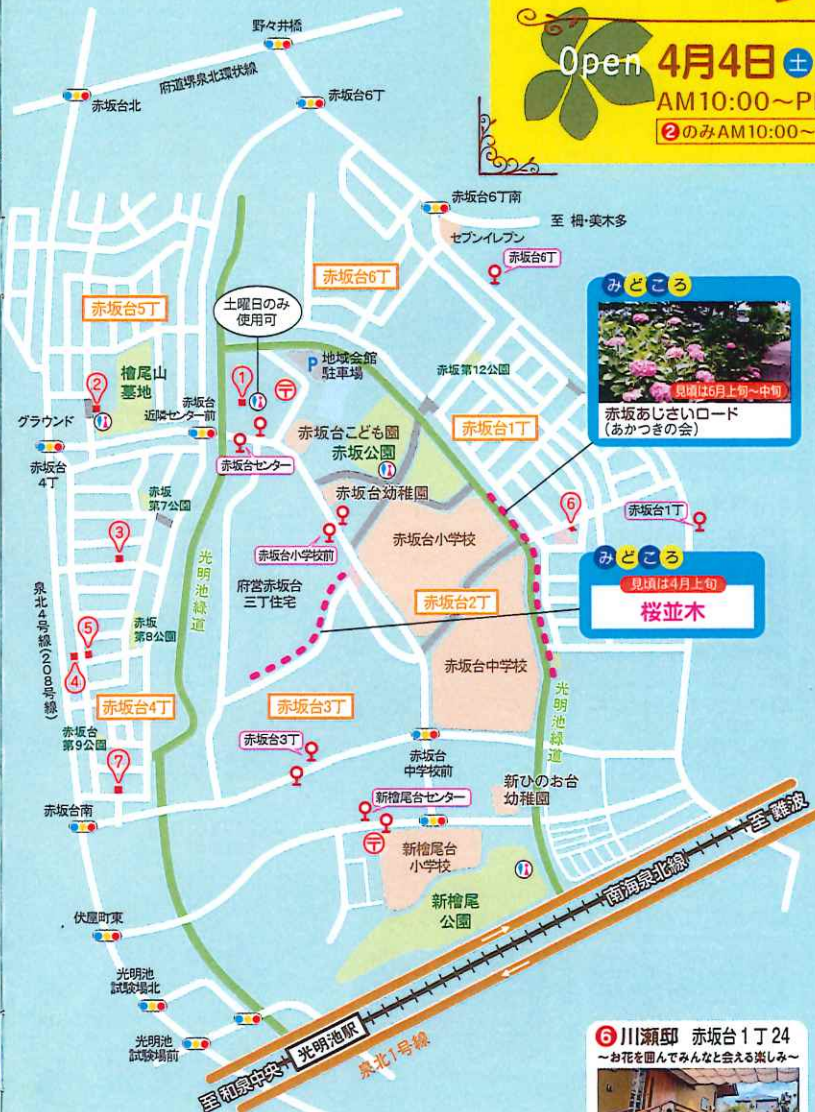 Open 4月4日 土
AM10:00～P
❷のみAM10:00～
野々井橋
府道堺泉北環状線
赤坂台北
赤坂台6丁
赤坂台6丁南
至 栂・美木多
セブンイレブン
赤坂台6丁
赤坂台6丁
赤坂台5丁
土曜日のみ
使用可
みどころ
見頃は6月上旬～中旬
赤坂あじさいロード
(あかつきの会)
檜尾山
墓地
②
①
〒
P 地域会館
駐車場
赤坂第12公園
赤坂台
近隣センター前
グラウンド
赤坂台
4丁
赤坂台センター
赤坂台こども園
赤坂公園
赤坂台1丁
赤坂
第7公園
赤坂台幼稚園
⑥
赤坂台1丁
③
赤坂台小学校前
赤坂台小学校
光明池緑道
府営赤坂台
三丁住宅
赤坂台2丁
みどころ
見頃は4月上旬
桜並木
泉北4号線(208号線)
赤坂
第8公園
⑤
④
赤坂台中学校
赤坂台4丁
赤坂台3丁
光明池緑道
赤坂台
第9公園
赤坂台3丁
赤坂台
中学校前
⑦
新檜尾台センター
新ひのお台
幼稚園
赤坂台南
〒
新檜尾台
小学校
新檜尾
公園
至 難波
南海泉北線
伏屋町東
光明池
試験場北
光明池
試験場前
光明池駅
泉北1号線
至 和泉中央
❻川瀬邸 赤坂台1丁24
～お花を囲んでみんなと会える楽しみ～